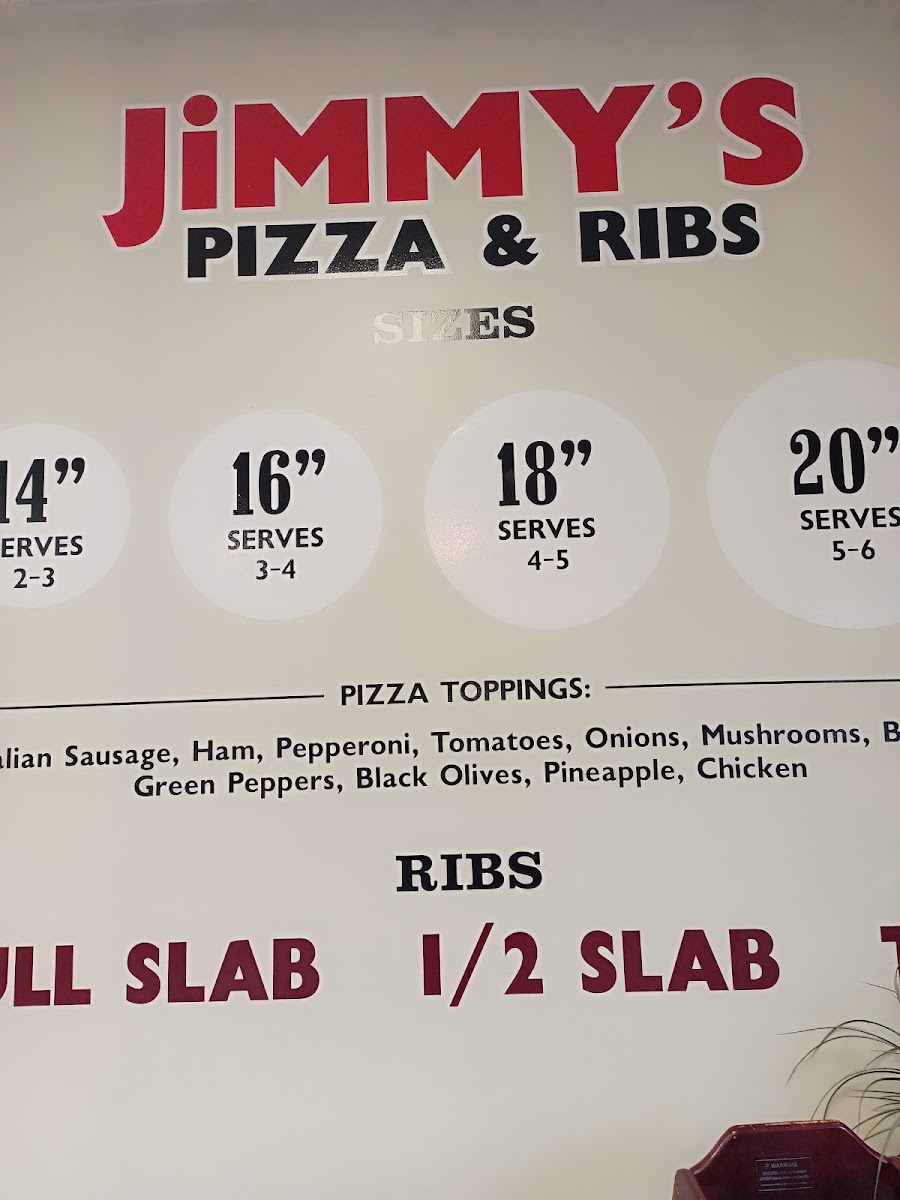 JiMMY'S
PIZZA & RIBS
SIZES
14” 16” 18” 20”
SERVES SERVES SERVES
2-3 3-4 4-5 5-6
PIZZA TOPPINGS:
Sausage, Ham, Pepperoni, Tomatoes, Onions, Mushrooms,
Green Peppers, Black Olives, Pineapple, Chicken
RIBS
SLAB 1/2 SLAB
WARNING